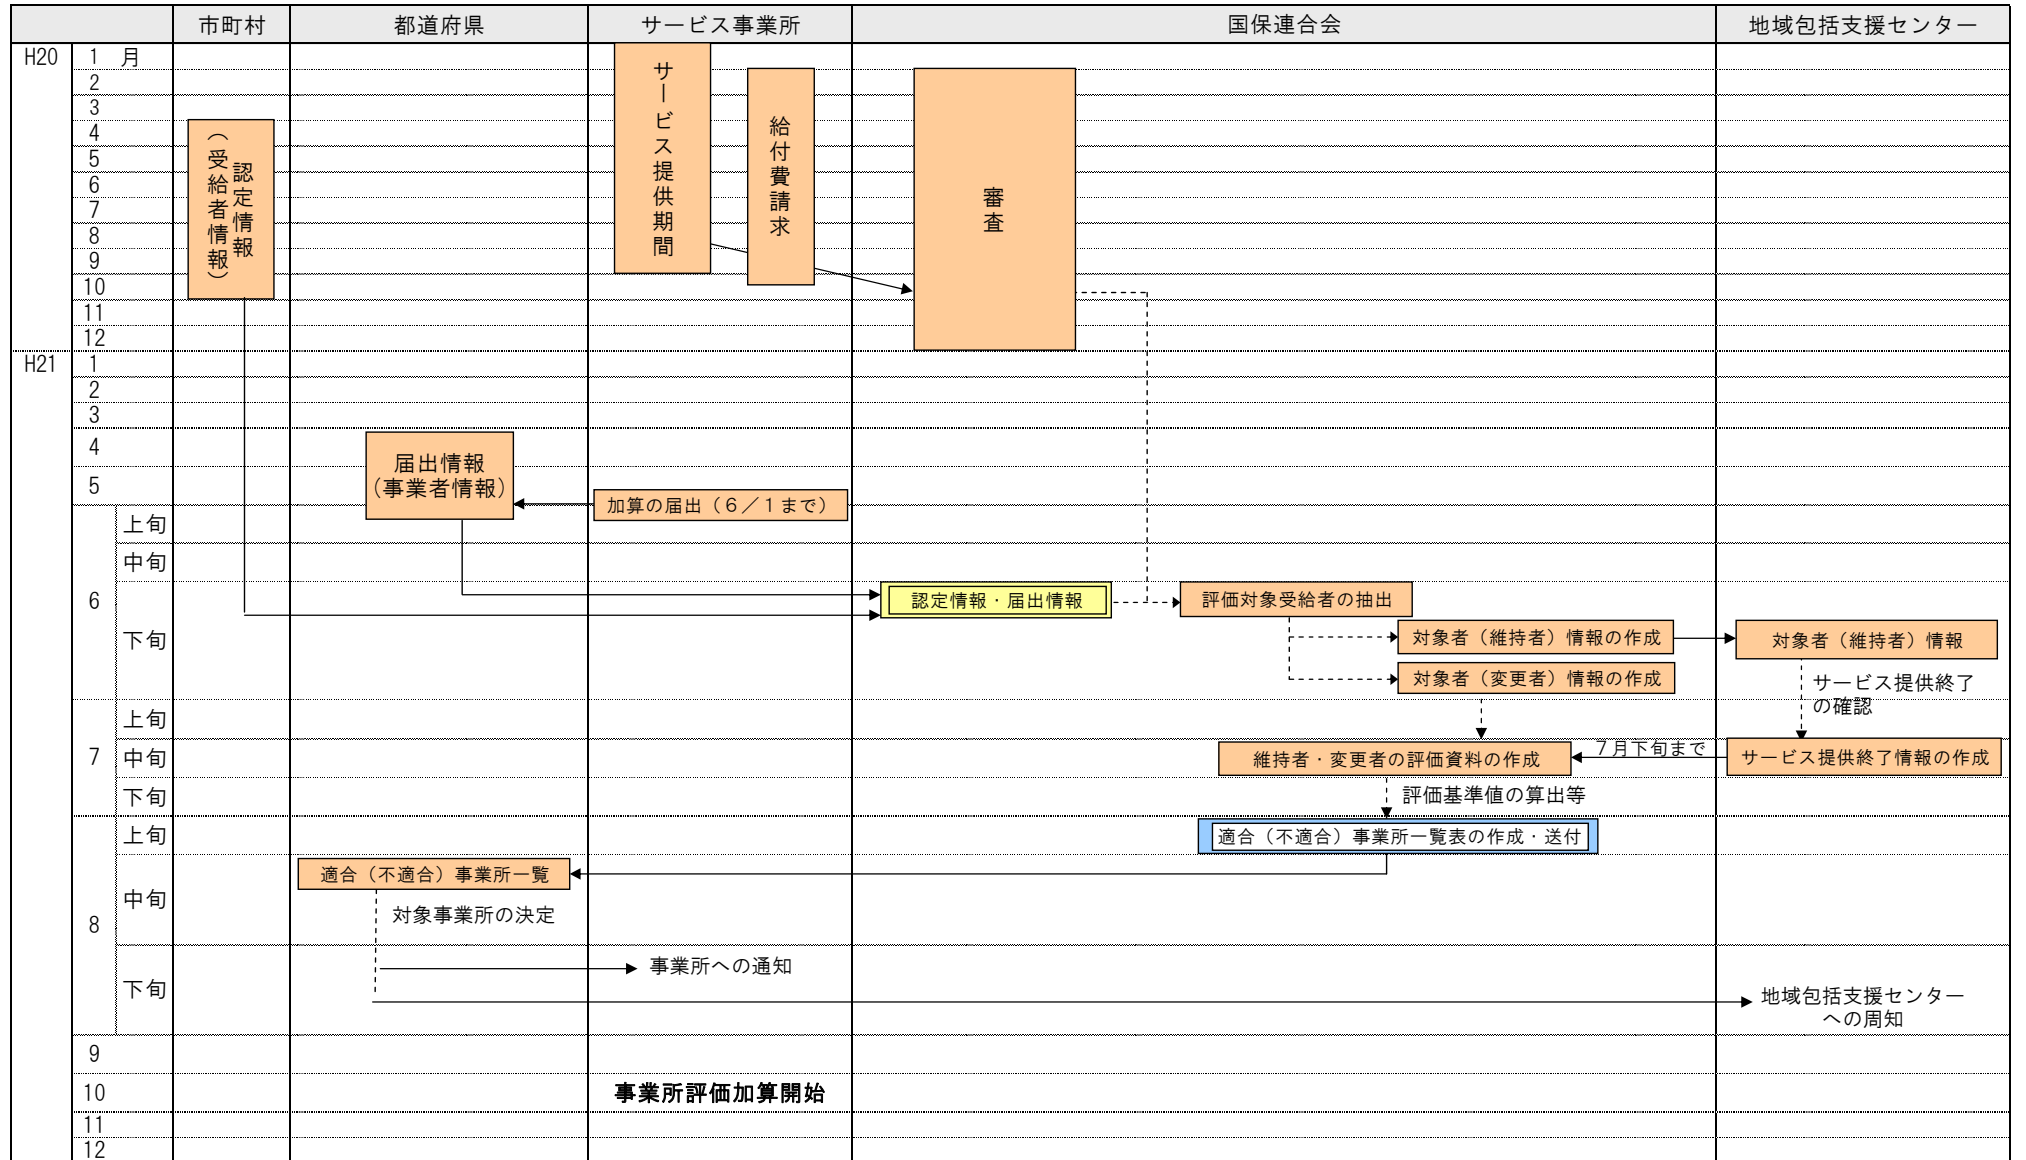 市町村 都道府県 サービス事業所 国保連合会 地域包括支援センター
H20 1 月
2
3
4
5
6
7
8
9
10
11
12
H21 1
2
3
4
5
6 上旬
中旬
下旬
7 上旬
中旬
下旬
8 上旬
中旬
下旬
9
10
11
12
認定情報
（受給者情報）
サービス提供期間
給付費請求
審査
届出情報
（事業者情報）
加算の届出（６／１まで）
認定情報・届出情報
評価対象受給者の抽出
対象者（維持者）情報の作成
対象者（維持者）情報
対象者（変更者）情報の作成
サービス提供終了
の確認
維持者・変更者の評価資料の作成
７月下旬まで
サービス提供終了情報の作成
評価基準値の算出等
適合（不適合）事業所一覧表の作成・送付
適合（不適合）事業所一覧
対象事業所の決定
事業所への通知
地域包括支援センター
への周知
事業所評価加算開始